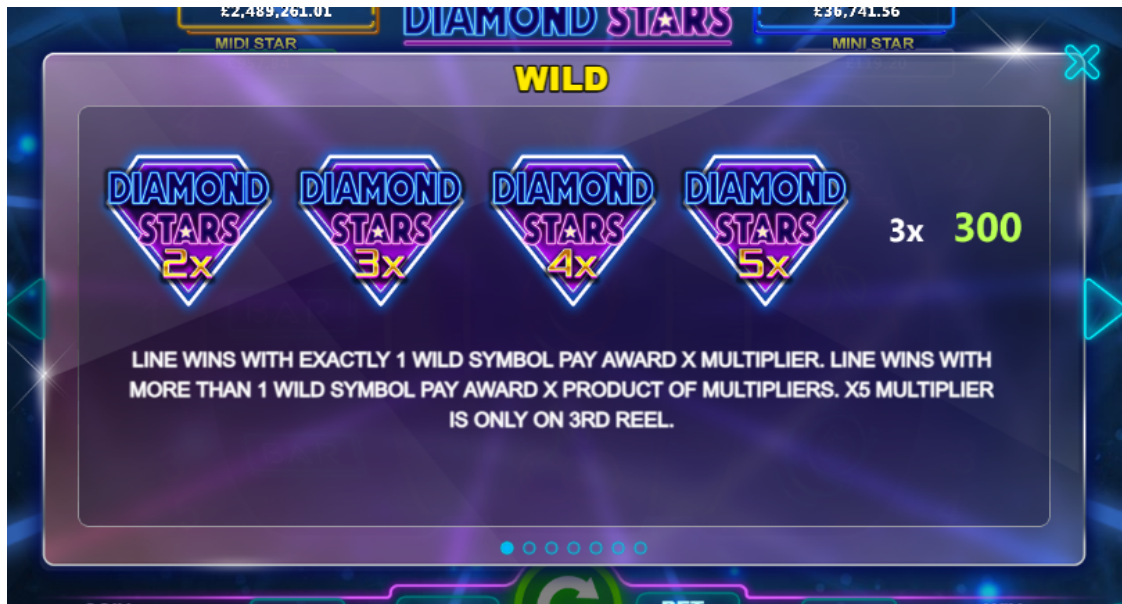 £2,489,261.01
DIAMOND STARS
£36,741.56
MIDI STAR
MINI STAR
WILD
DIAMOND STARS 2x
DIAMOND STARS 3x
DIAMOND STARS 4x
DIAMOND STARS 5x
3x 300
LINE WINS WITH EXACTLY 1 WILD SYMBOL PAY AWARD X MULTIPLIER. LINE WINS WITH
MORE THAN 1 WILD SYMBOL PAY AWARD X PRODUCT OF MULTIPLIERS. X5 MULTIPLIER
IS ONLY ON 3RD REEL.
BET